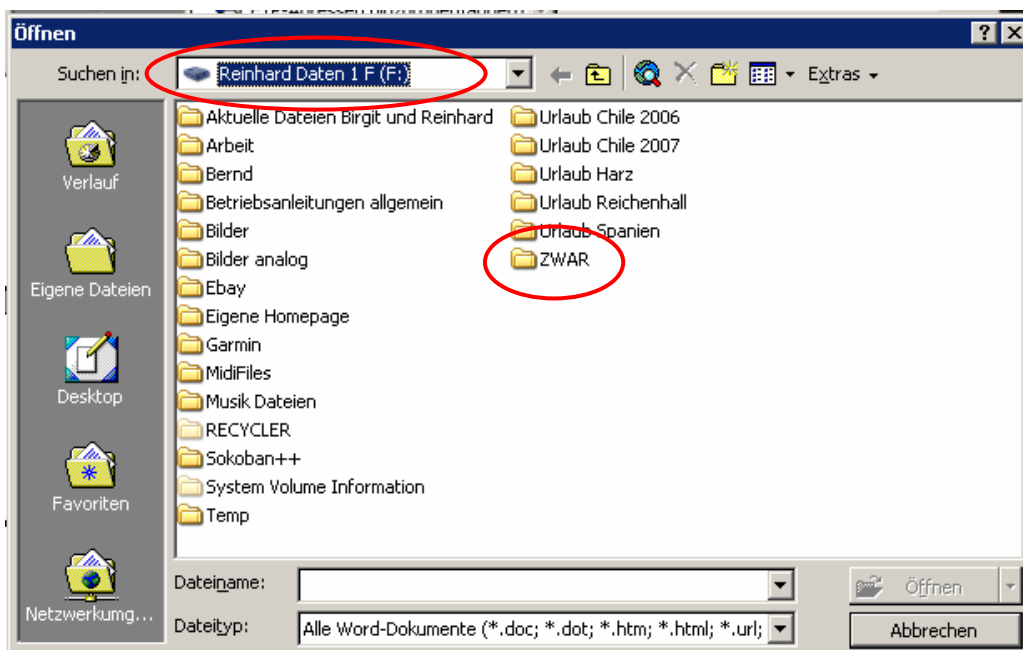 Öffnen
Suchen in: Reinhard Daten 1 F (F:) Extras
Verlauf
Eigene Dateien
Desktop
Favoriten
Netzwerkumg...
Aktuelle Dateien Birgit und Reinhard
Arbeit
Bernd
Betriebsanleitungen allgemein
Bilder
Bilder analog
Ebay
Eigene Homepage
Garmin
MidiFiles
Musik Dateien
RECYCLER
Sokoban++
System Volume Information
Temp
Urlaub Chile 2006
Urlaub Chile 2007
Urlaub Harz
Urlaub Reichenhall
Urlaub Spanien
ZWAR
Dateiname: Öffnen
Dateityp: Alle Word-Dokumente (*.doc; *.dot; *.htm; *.html; *.url; Abbrechen